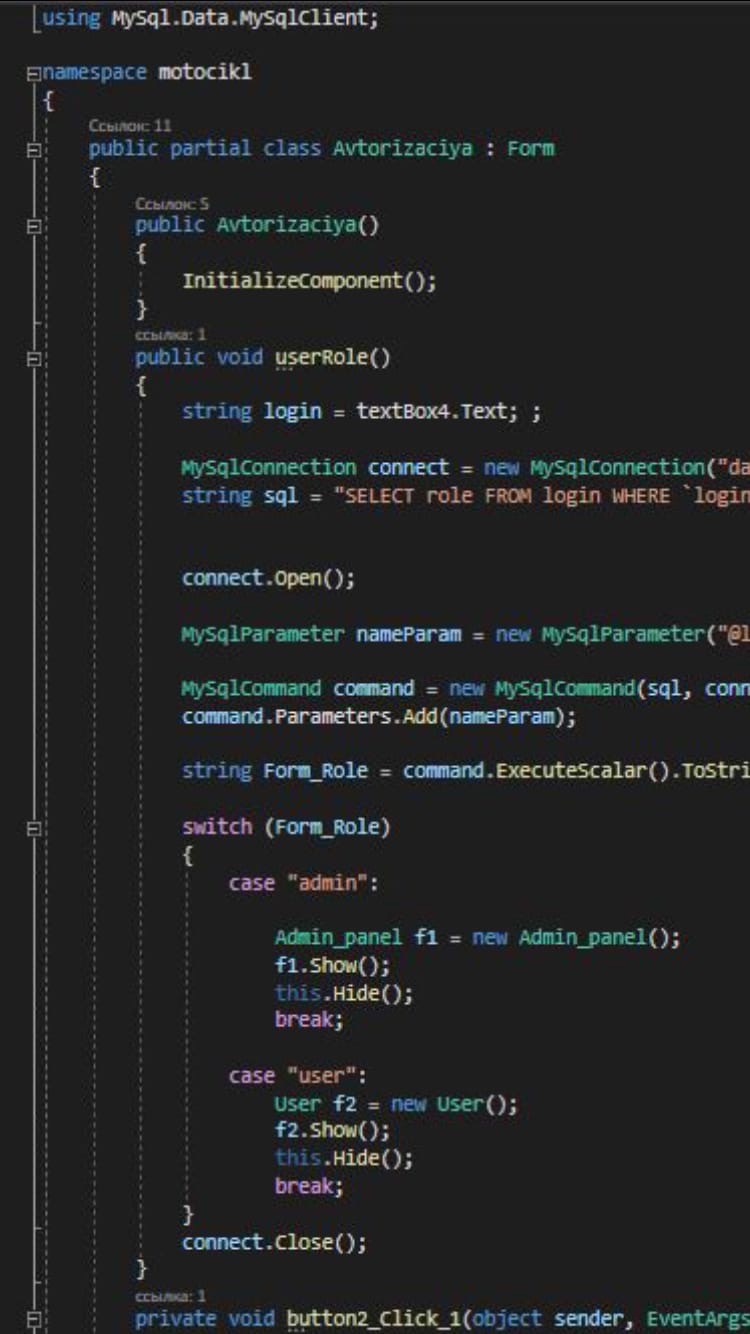 using MySql.Data.MySqlClient;
namespace motocikl
{
Ссылок: 11
public partial class Avtorizaciya : Form
{
Ссылок: 5
public Avtorizaciya()
{
InitializeComponent();
}
ссылка: 1
public void userRole()
{
string login = textBox4.Text; ;
MySqlConnection connect = new MySqlConnection("da
string sql = "SELECT role FROM login WHERE `login
connect.Open();
MySqlParameter nameParam = new MySqlParameter("@l
MySqlCommand command = new MySqlCommand(sql, conn
command.Parameters.Add(nameParam);
string Form_Role = command.ExecuteScalar().ToStri
switch (Form_Role)
{
case "admin":
Admin_panel f1 = new Admin_panel();
f1.Show();
this.Hide();
break;
case "user":
User f2 = new User();
f2.Show();
this.Hide();
break;
}
connect.Close();
}
ссылка: 1
private void button2_Click_1(object sender, EventArgs